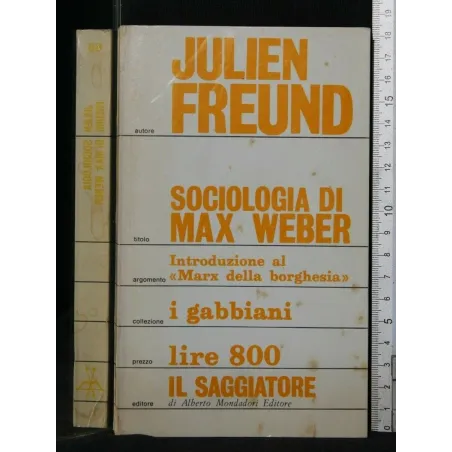 JULIEN
FREUND
autore
SOCIOLOGIA DI
MAX WEBER
titolo
Introduzione al
«Marx della borghesia»
argomento
i gabbiani
collezione
lire 800
prezzo
IL SAGGIATORE
di Alberto Mondadori Editore
editore